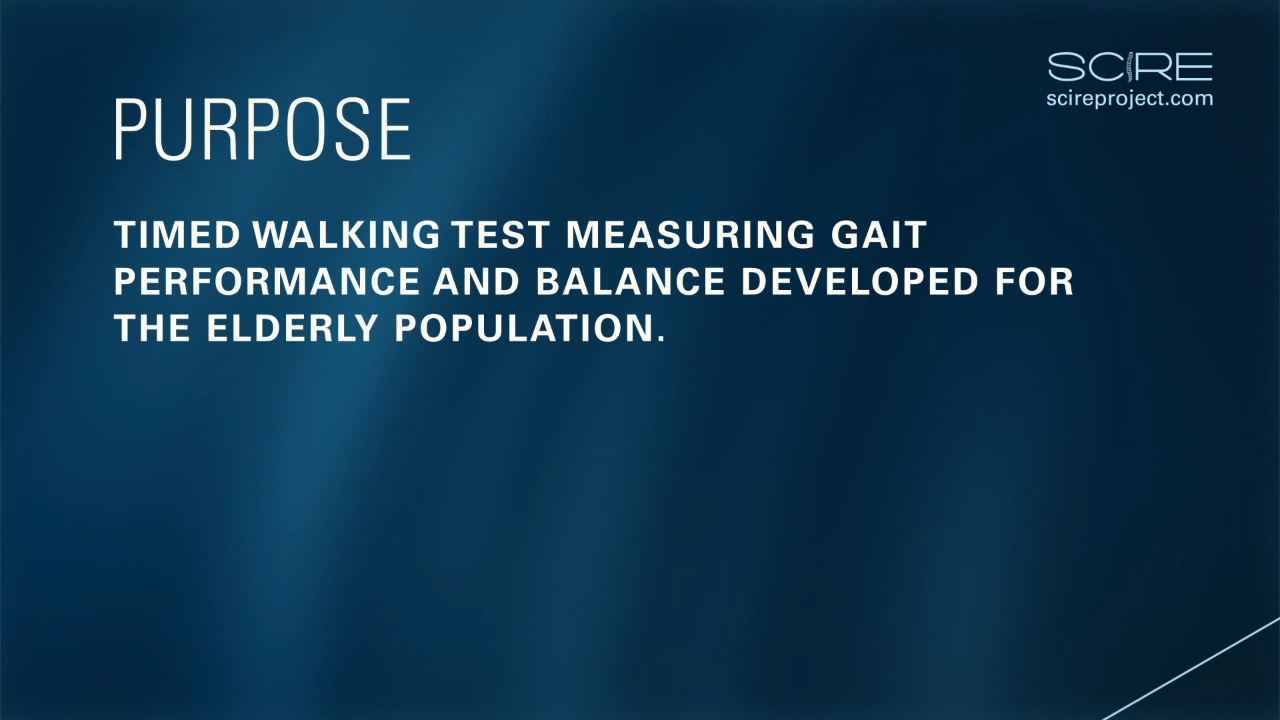 SCIRE
scireproject.com
PURPOSE
TIMED WALKING TEST MEASURING GAIT
PERFORMANCE AND BALANCE DEVELOPED FOR
THE ELDERLY POPULATION.